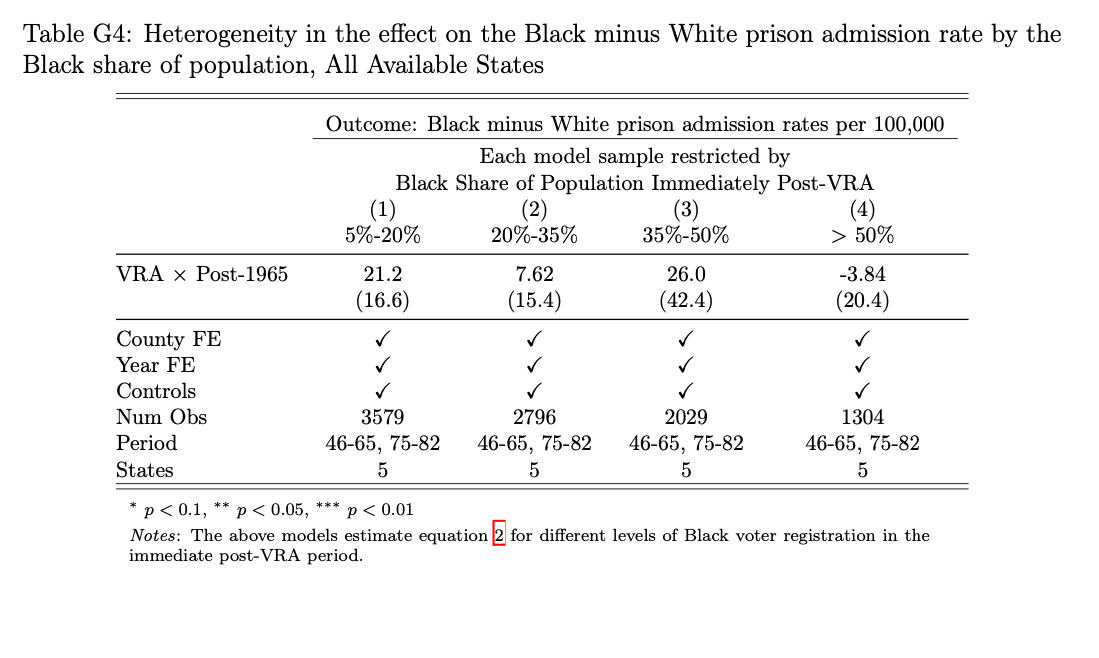 Table G4: Heterogeneity in the effect on the Black minus White prison admission rate by the
Black share of population, All Available States
Outcome: Black minus White prison admission rates per 100,000
Each model sample restricted by
Black Share of Population Immediately Post-VRA
(1) (2) (3) (4)
5%-20% 20%-35% 35%-50% > 50%
VRA × Post-1965 21.2 7.62 26.0 -3.84
(16.6) (15.4) (42.4) (20.4)
County FE ✓ ✓ ✓ ✓
Year FE ✓ ✓ ✓ ✓
Controls ✓ ✓ ✓ ✓
Num Obs 3579 2796 2029 1304
Period 46-65, 75-82 46-65, 75-82 46-65, 75-82 46-65, 75-82
States 5 5 5 5
* p < 0.1, ** p < 0.05, *** p < 0.01
Notes: The above models estimate equation 2 for different levels of Black voter registration in the
immediate post-VRA period.